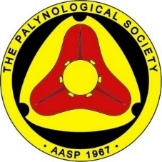 THE PALYNOLOGICAL SOCIETY
· AASP 1967 ·